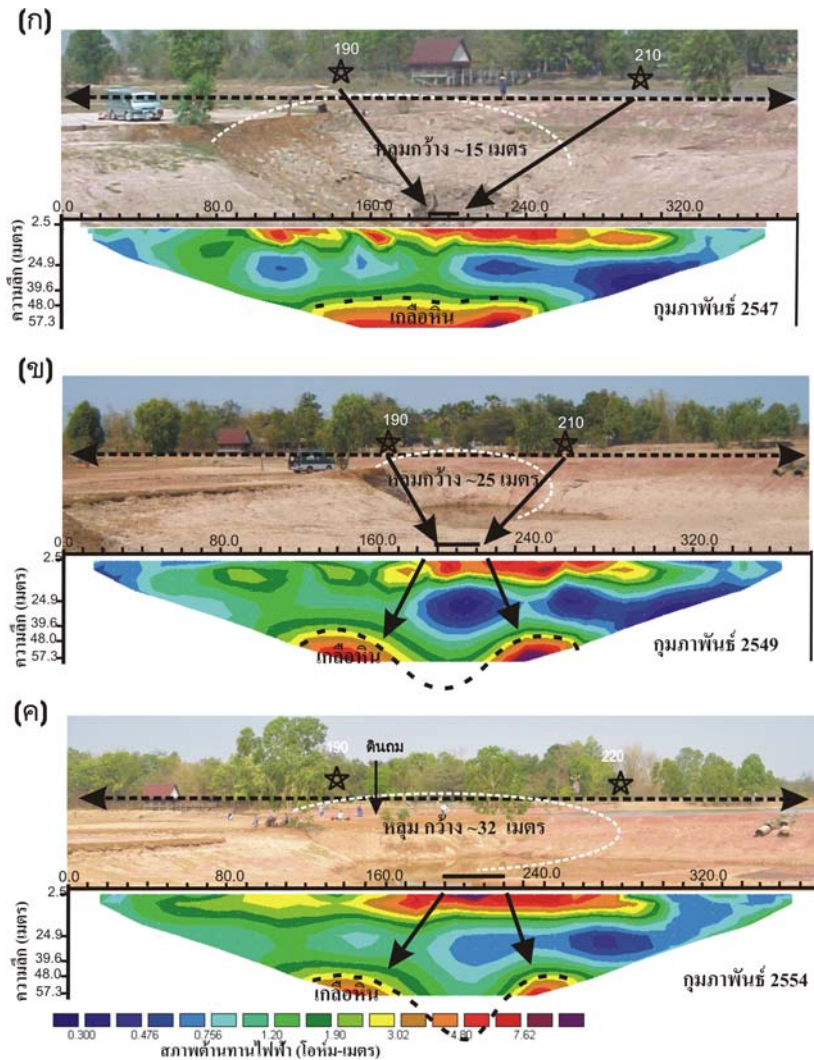 (ก)
190
210
หลุมกว้าง ~15 เมตร
0.0 80.0 160.0 240.0 320.0
ความลึก (เมตร)
2.5
24.9
39.6
48.0
57.3
เกลือหิน
กุมภาพันธ์ 2547
(ข)
190
210
หลุมกว้าง ~25 เมตร
0.0 80.0 160.0 240.0 320.0
ความลึก (เมตร)
2.5
24.9
39.6
48.0
57.3
เกลือหิน
กุมภาพันธ์ 2549
(ค)
190
ดินถม
220
หลุม กว้าง ~32 เมตร
0.0 80.0 160.0 240.0 320.0
ความลึก (เมตร)
2.5
24.9
39.6
48.0
57.3
เกลือหิน
กุมภาพันธ์ 2554
0.300 0.476 0.756 1.20 1.90 3.02 4.80 7.62
สภาพต้านทานไฟฟ้า (โอห์ม-เมตร)